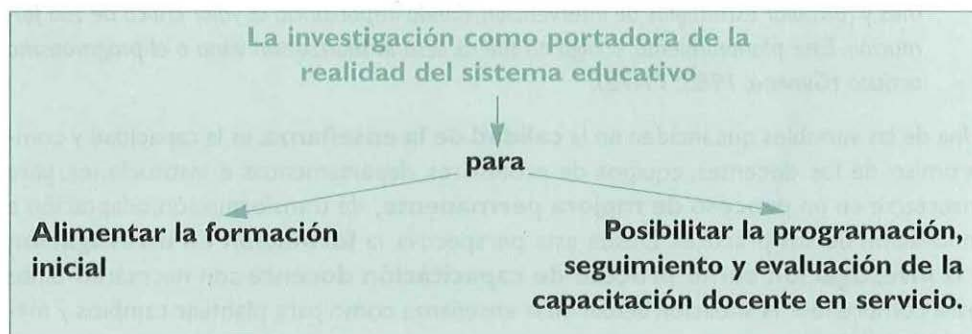 La investigación como portadora de la
realidad del sistema educativo
para
Alimentar la formación
inicial
Posibilitar la programación,
seguimiento y evaluación de la
capacitación docente en servicio.